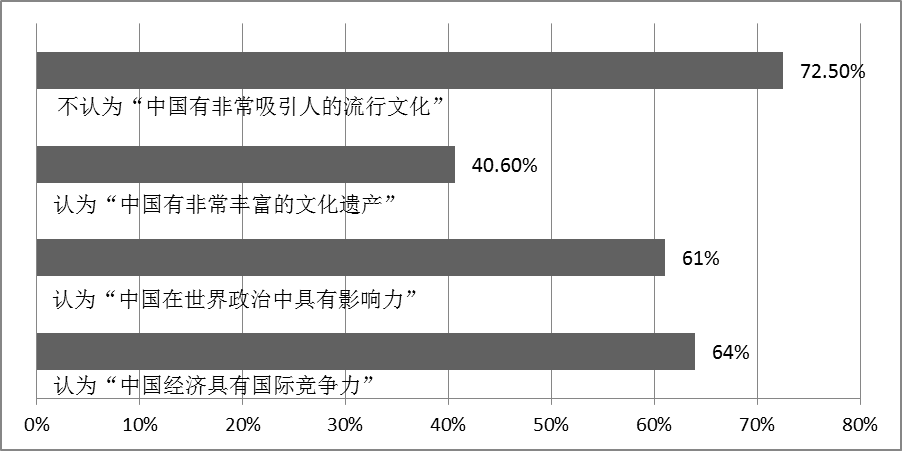 72.50%
不认为“中国有非常吸引人的流行文化”
40.60%
认为“中国有非常丰富的文化遗产”
61%
认为“中国在世界政治中具有影响力”
64%
认为“中国经济具有国际竞争力”
0% 10% 20% 30% 40% 50% 60% 70% 80%